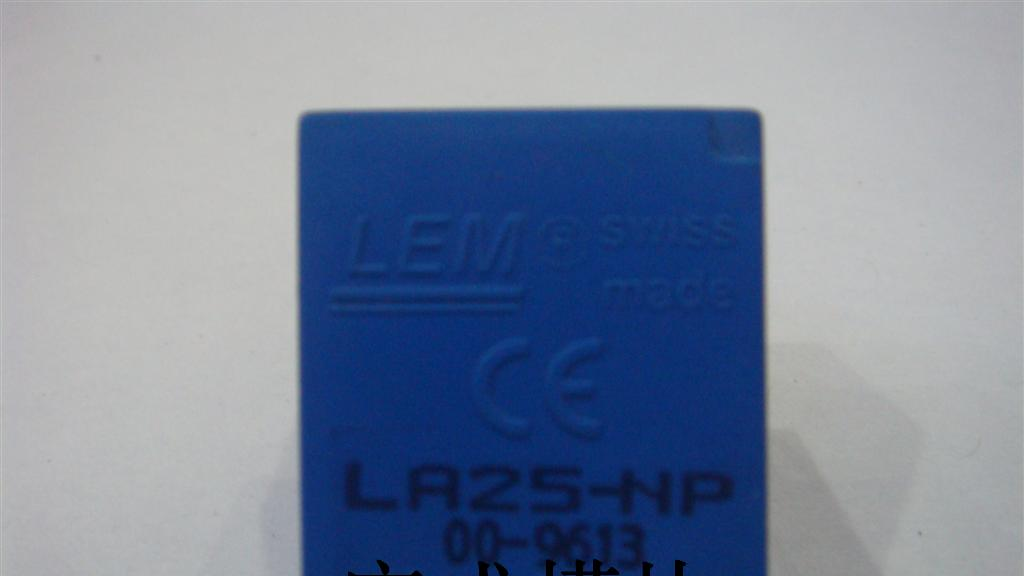 LEM® swiss
made
CE
LA25-NP
00-9613